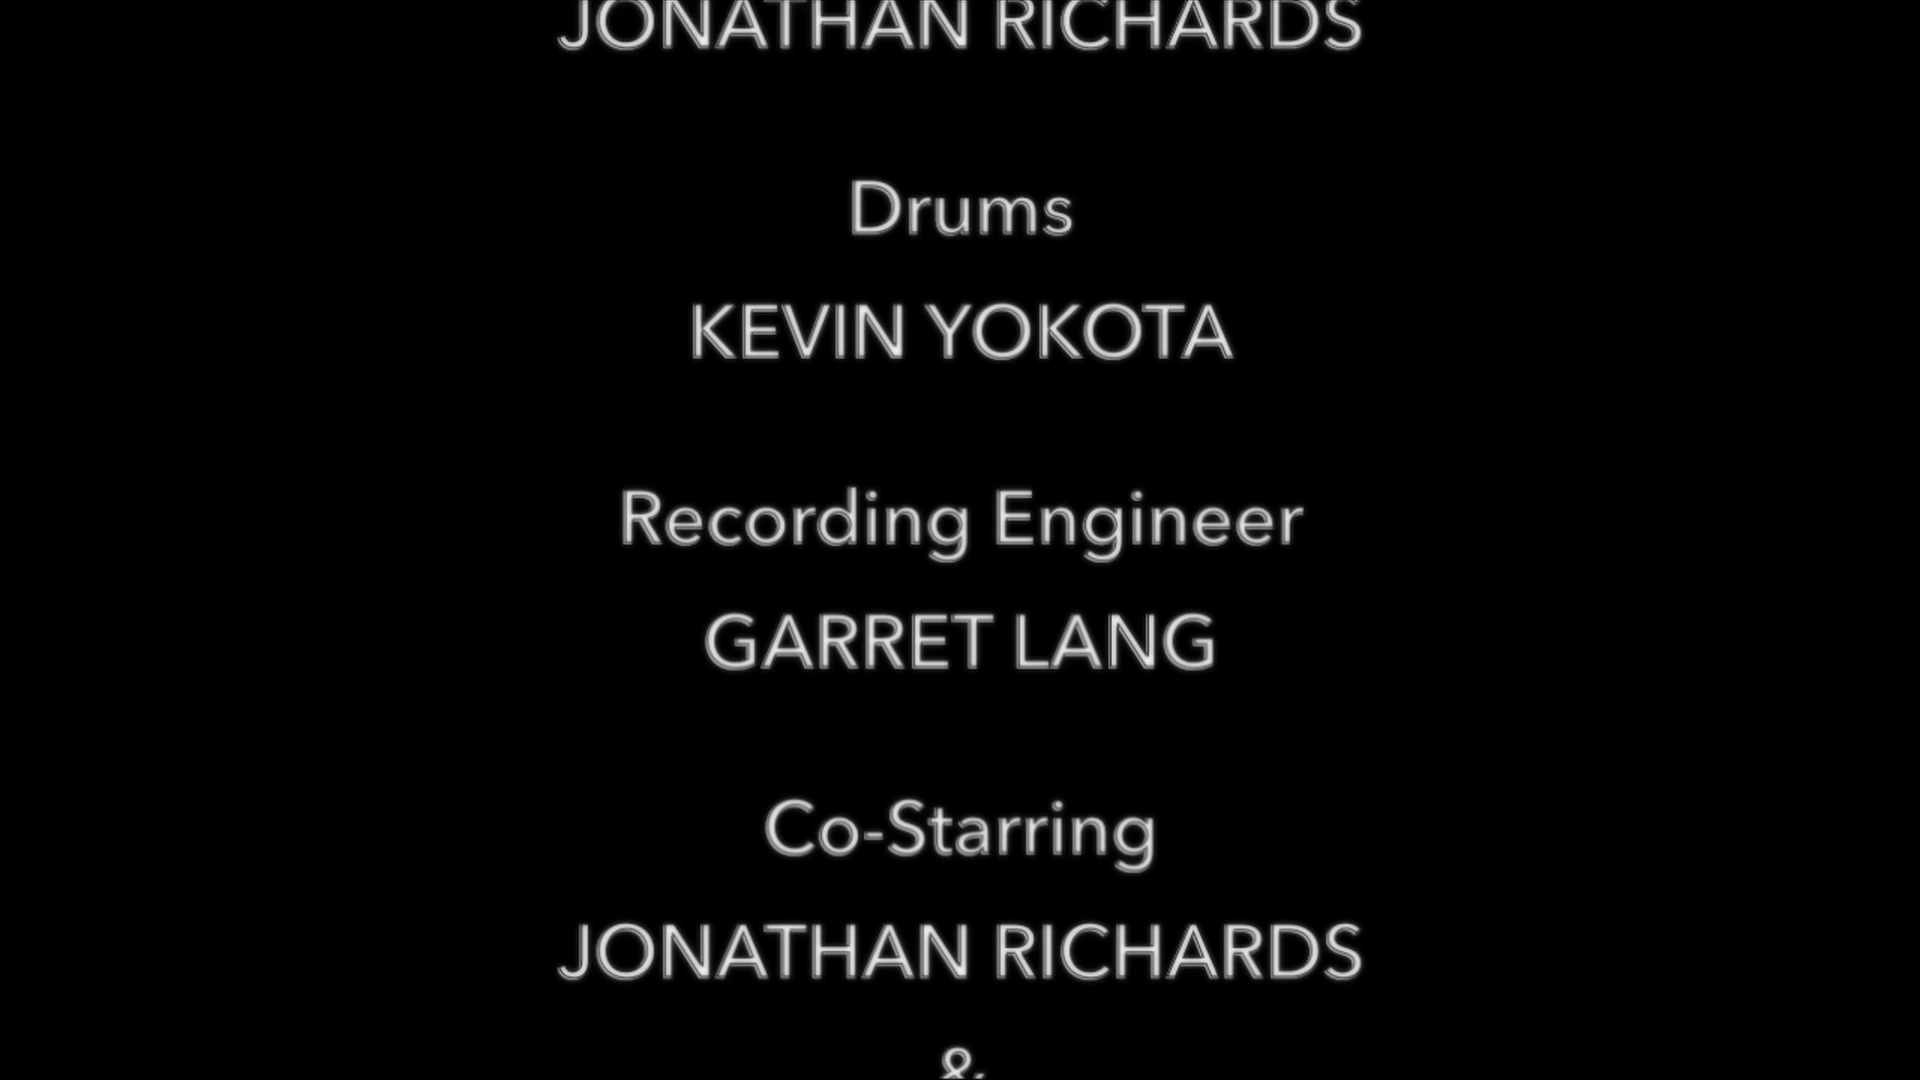 JONATHAN RICHARDS
Drums
KEVIN YOKOTA
Recording Engineer
GARRET LANG
Co-Starring
JONATHAN RICHARDS
&